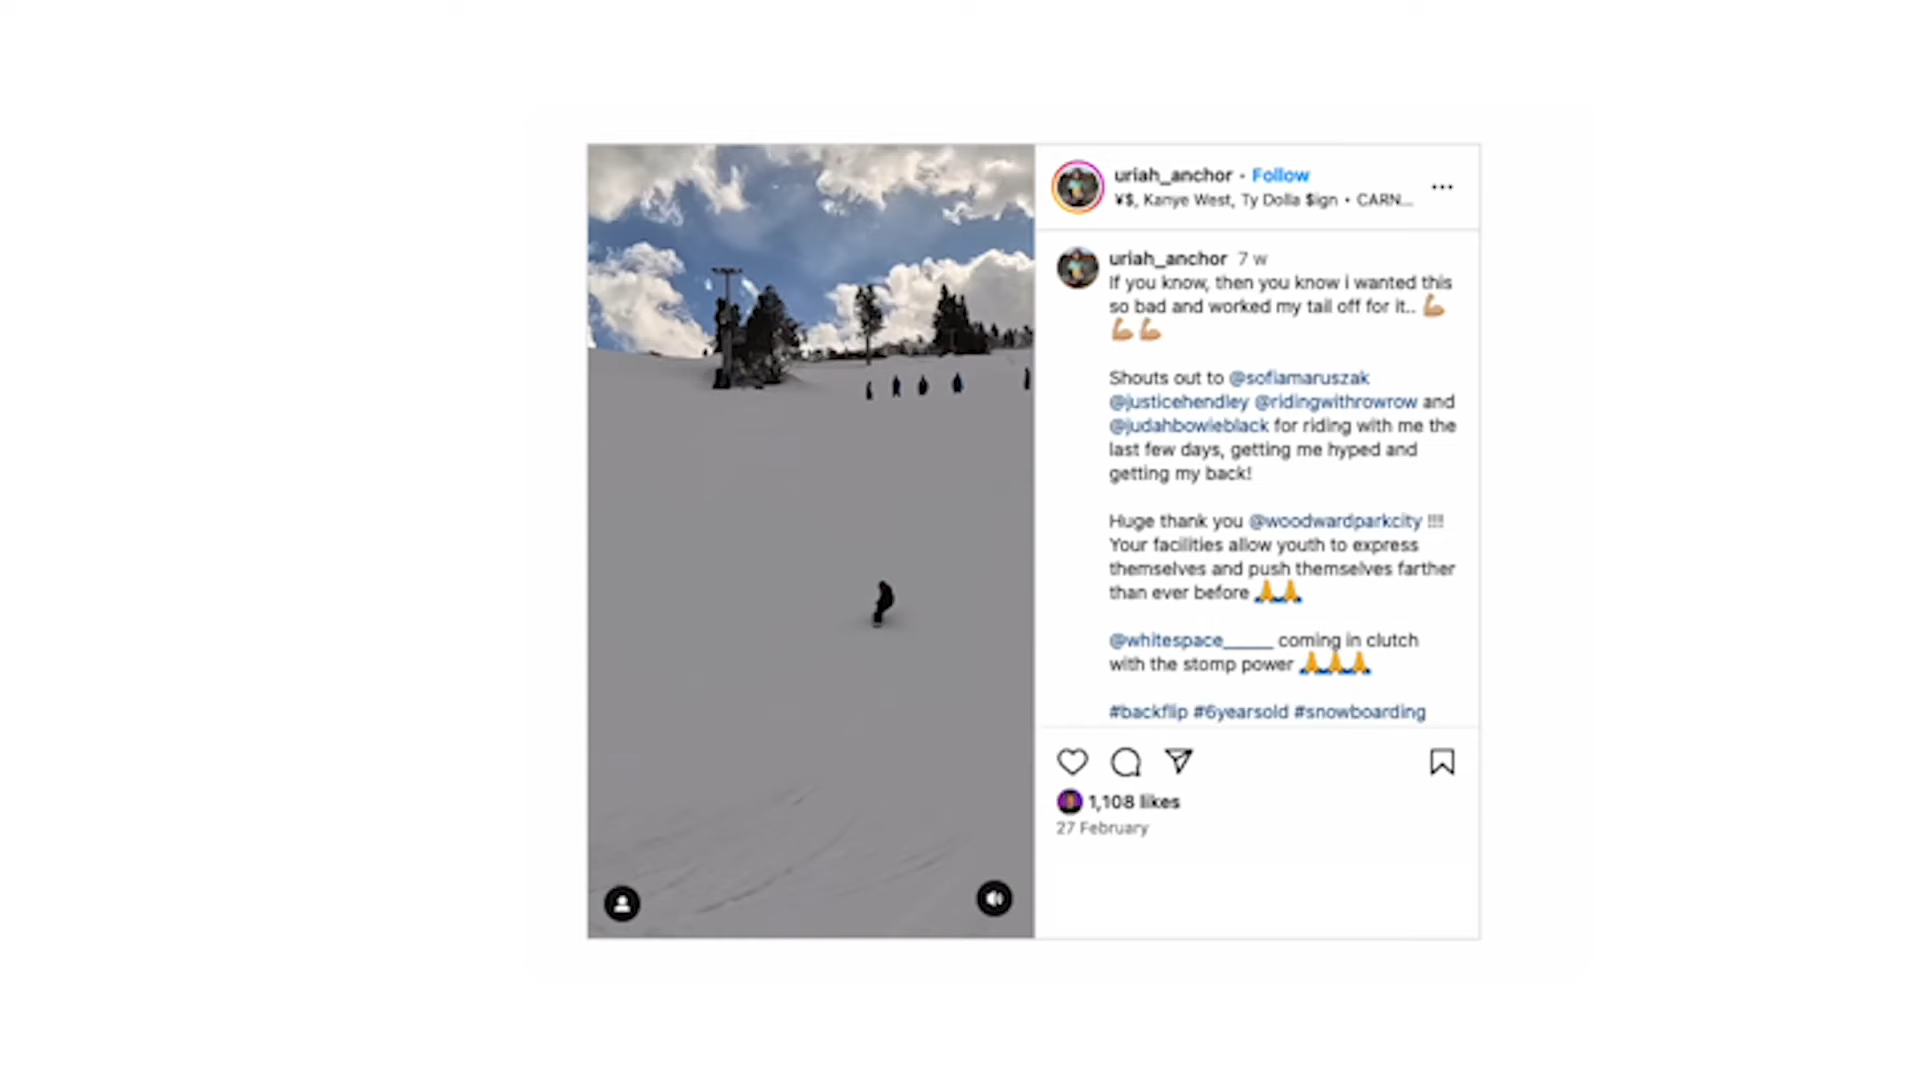 uriah_anchor • Follow
¥$, Kanye West, Ty Dolla $ign • CARN...
uriah_anchor 7 w
If you know, then you know i wanted this
so bad and worked my tail off for it.. 💪🏼
💪🏼💪🏼
Shouts out to @sofiamaruszak
@justicehendley @ridingwithrowrow and
@judahbowieblack for riding with me the
last few days, getting me hyped and
getting my back!
Huge thank you @woodwardparkcity !!!
Your facilities allow youth to express
themselves and push themselves farther
than ever before 🙏🙏
@whitespace_____ coming in clutch
with the stomp power 🙏🙏🙏
#backflip #6yearsold #snowboarding
1,108 likes
27 February